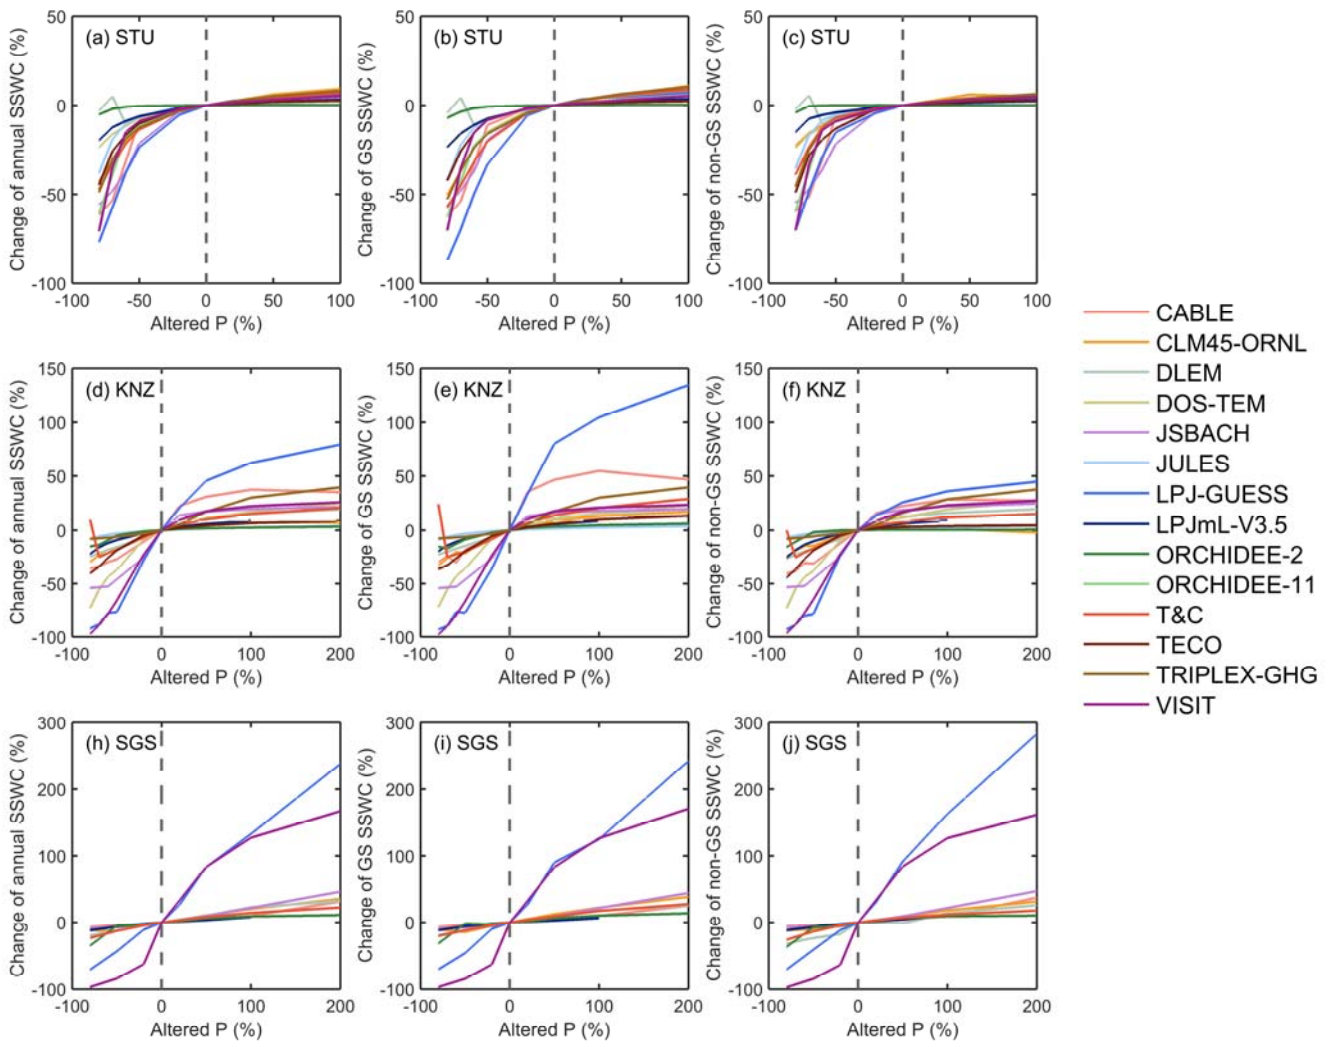 (a) STU
Change of annual SSWC (%)
50
0
-50
-100
-50
0
50
100
Altered P (%)
(b) STU
Change of GS SSWC (%)
50
0
-50
-100
-50
0
50
100
Altered P (%)
(c) STU
Change of non-GS SSWC (%)
50
0
-50
-100
-50
0
50
100
Altered P (%)
(d) KNZ
Change of annual SSWC (%)
150
100
50
0
-50
-100
-100
0
100
200
Altered P (%)
(e) KNZ
Change of GS SSWC (%)
150
100
50
0
-50
-100
-100
0
100
200
Altered P (%)
(f) KNZ
Change of non-GS SSWC (%)
150
100
50
0
-50
-100
-100
0
100
200
Altered P (%)
(h) SGS
Change of annual SSWC (%)
300
200
100
0
-100
-100
0
100
200
Altered P (%)
(i) SGS
Change of GS SSWC (%)
300
200
100
0
-100
-100
0
100
200
Altered P (%)
(j) SGS
Change of non-GS SSWC (%)
300
200
100
0
-100
-100
0
100
200
Altered P (%)
CABLE
CLM45-ORNL
DLEM
DOS-TEM
JSBACH
JULES
LPJ-GUESS
LPJmL-V3.5
ORCHIDEE-2
ORCHIDEE-11
T&C
TECO
TRIPLEX-GHG
VISIT